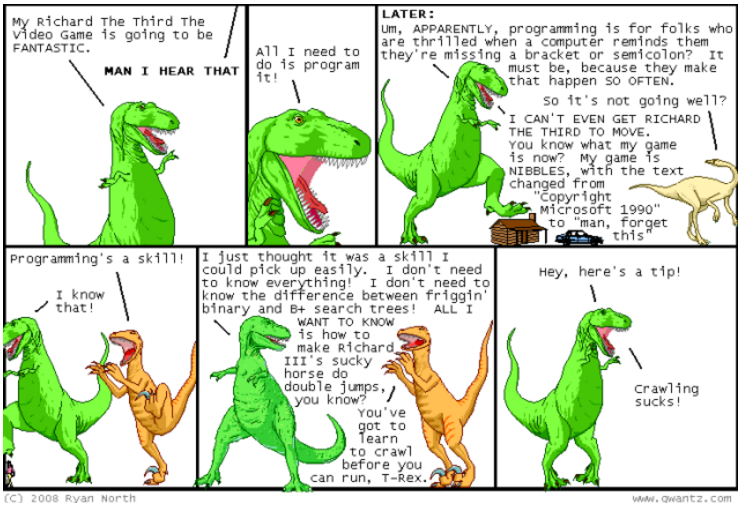 My Richard The Third The
Video Game is going to be
FANTASTIC.
MAN I HEAR THAT
All I need to
do is program
it!
LATER:
Um, APPARENTLY, programming is for folks who
are thrilled when a computer reminds them
they're missing a bracket or semicolon? It
must be, because they make
that happen SO OFTEN.
So it's not going well?
I CAN'T EVEN GET RICHARD
THE THIRD TO MOVE.
You know what my game
is now? My game is
NIBBLES, with the text
changed from
"Copyright
Microsoft 1990"
to "man, forget
this"
Programming's a skill!
I know
that!
I just thought it was a skill I
could pick up easily. I don't need
to know everything! I don't need to
know the difference between friggin'
binary and B+ search trees! ALL I
WANT TO KNOW
is how to
make Richard
III's sucky
horse do
double jumps,
you know?
You've
got to
learn
to crawl
before you
can run, T-Rex.
Hey, here's a tip!
Crawling
sucks!
(C) 2008 Ryan North
www.qwantz.com